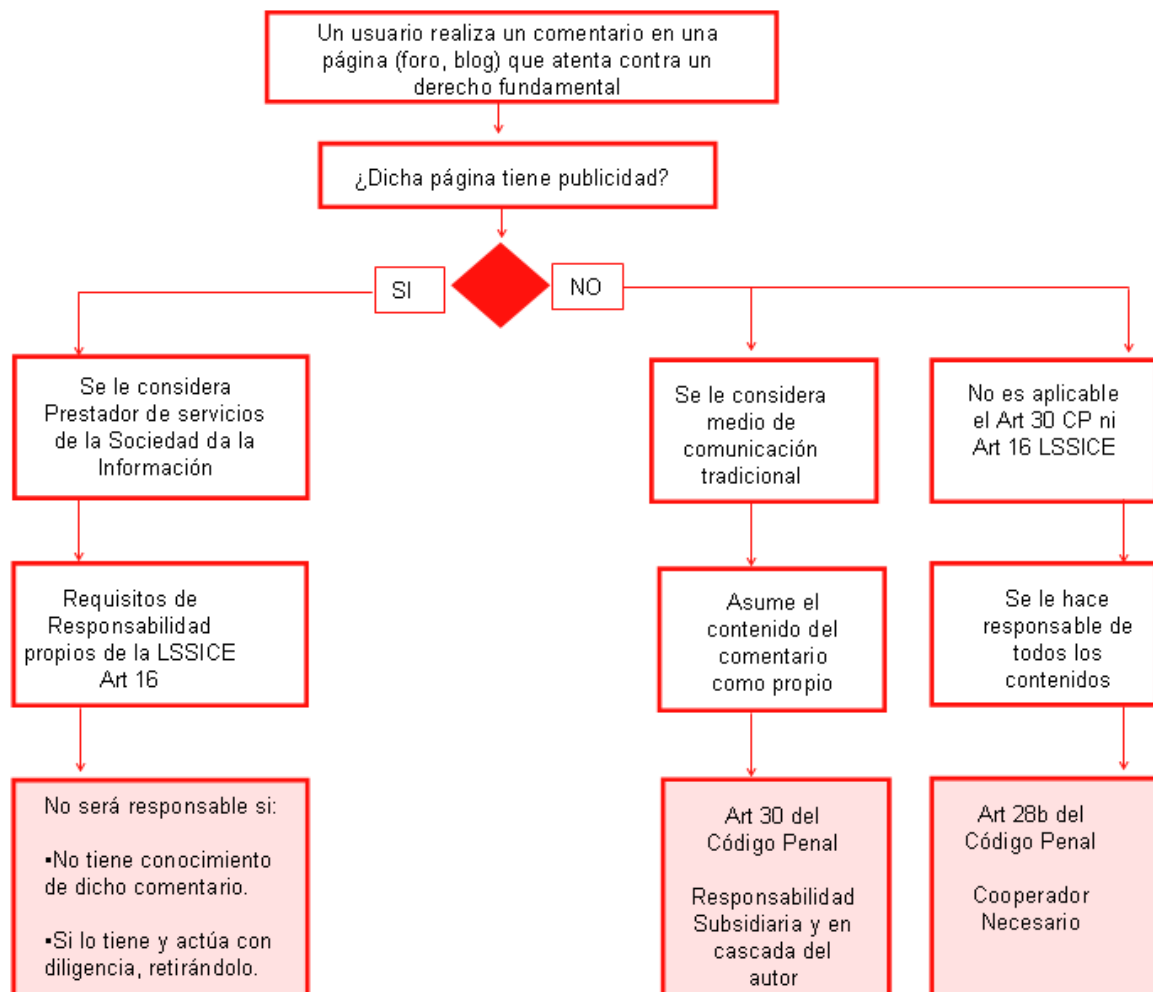 Un usuario realiza un comentario en una
página (foro, blog) que atenta contra un
derecho fundamental
¿Dicha página tiene publicidad?
SI
NO
Se le considera
Prestador de servicios
de la Sociedad da la
Información
Requisitos de
Responsabilidad
propios de la LSSICE
Art 16
No será responsable si:
▪No tiene conocimiento
de dicho comentario.
▪Si lo tiene y actúa con
diligencia, retirándolo.
Se le considera
medio de
comunicación
tradicional
Asume el
contenido del
comentario
como propio
Art 30 del
Código Penal
Responsabilidad
Subsidiaria y en
cascada del
autor
No es aplicable
el Art 30 CP ni
Art 16 LSSICE
Se le hace
responsable de
todos los
contenidos
Art 28b del
Código Penal
Cooperador
Necesario